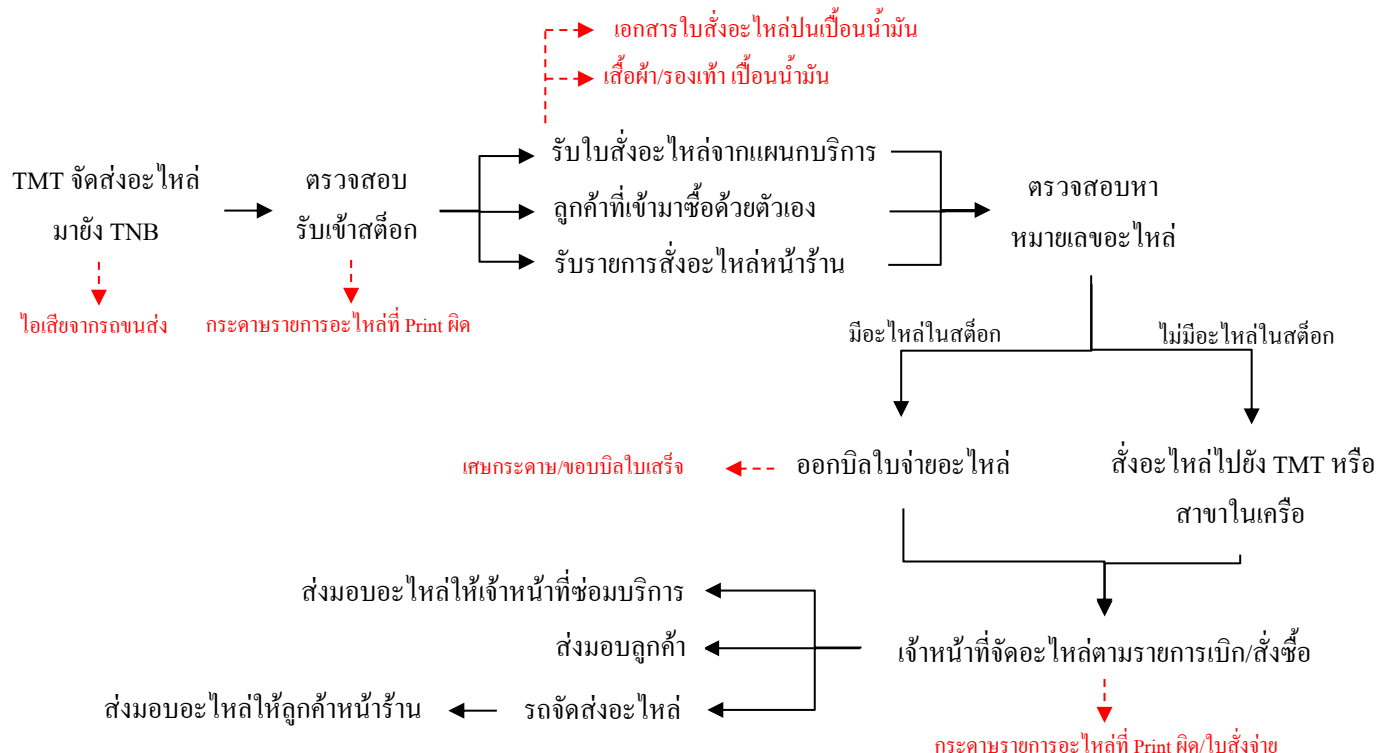 เอกสารใบสั่งอะไหล่ปนเปื้อนน้ำมัน
เสื้อผ้า/รองเท้า เปื้อนน้ำมัน
รับใบสั่งอะไหล่จากแผนกบริการ
TMT จัดส่งอะไหล่
มายัง TNB
ตรวจสอบ
รับเข้าสต็อก
ลูกค้าที่เข้ามาซื้อด้วยตัวเอง
รับรายการสั่งอะไหล่หน้าร้าน
ตรวจสอบหา
หมายเลขอะไหล่
ไอเสียจากรถขนส่ง
กระดาษรายการอะไหล่ที่ Print ผิด
มีอะไหล่ในสต็อก
ไม่มีอะไหล่ในสต็อก
เศษกระดาษ/ขอบบิลใบเสร็จ
ออกบิลใบจ่ายอะไหล่
สั่งอะไหล่ไปยัง TMT หรือ
สาขาในเครือ
ส่งมอบอะไหล่ให้เจ้าหน้าที่ซ่อมบริการ
ส่งมอบลูกค้า
เจ้าหน้าที่จัดอะไหล่ตามรายการเบิก/สั่งซื้อ
ส่งมอบอะไหล่ให้ลูกค้าหน้าร้าน
รถจัดส่งอะไหล่
กระดาษรายการอะไหล่ที่ Print ผิด/ใบสั่งจ่าย